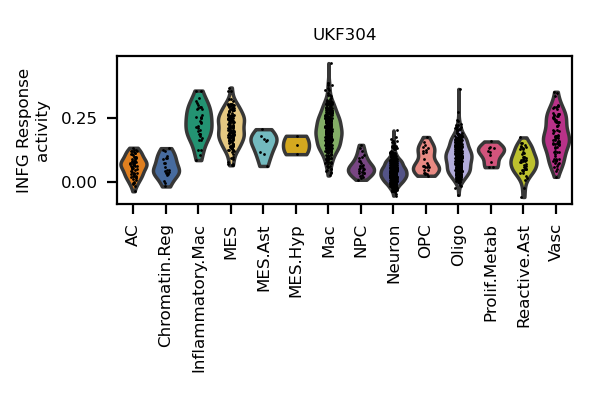 UKF304
INFG Response
activity
0.25
0.00
AC
Chromatin.Reg
Inflammatory.Mac
MES
MES.Ast
MES.Hyp
Mac
NPC
Neuron
OPC
Oligo
Prolif.Metab
Reactive.Ast
Vasc